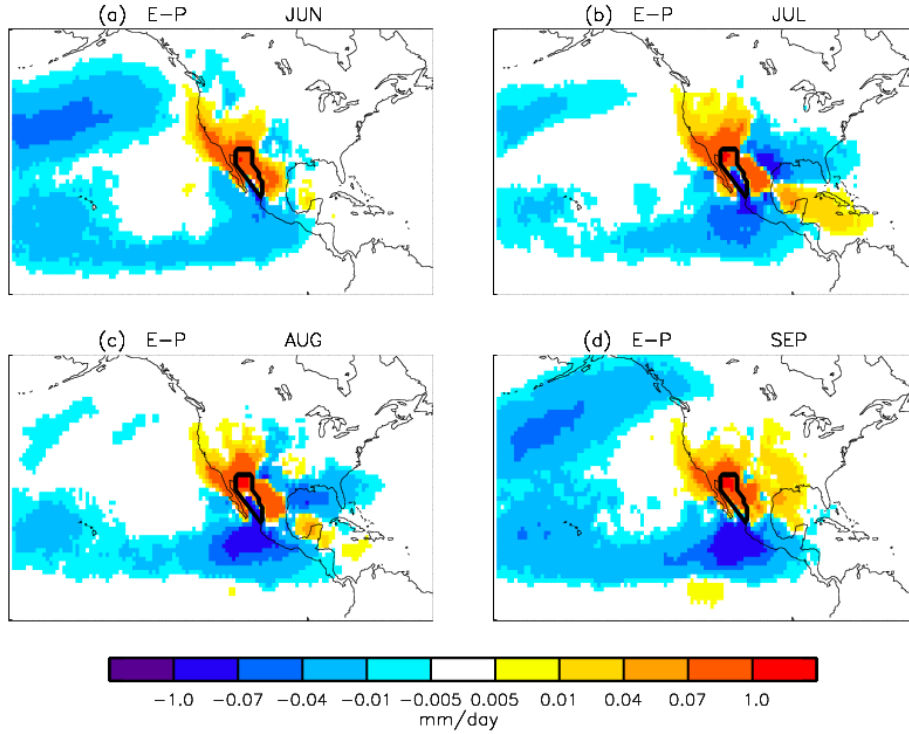 (a) E-P JUN
(b) E-P JUL
(c) E-P AUG
(d) E-P SEP
-1.0 -0.07 -0.04 -0.01 -0.005 0.005 0.01 0.04 0.07 1.0
mm/day